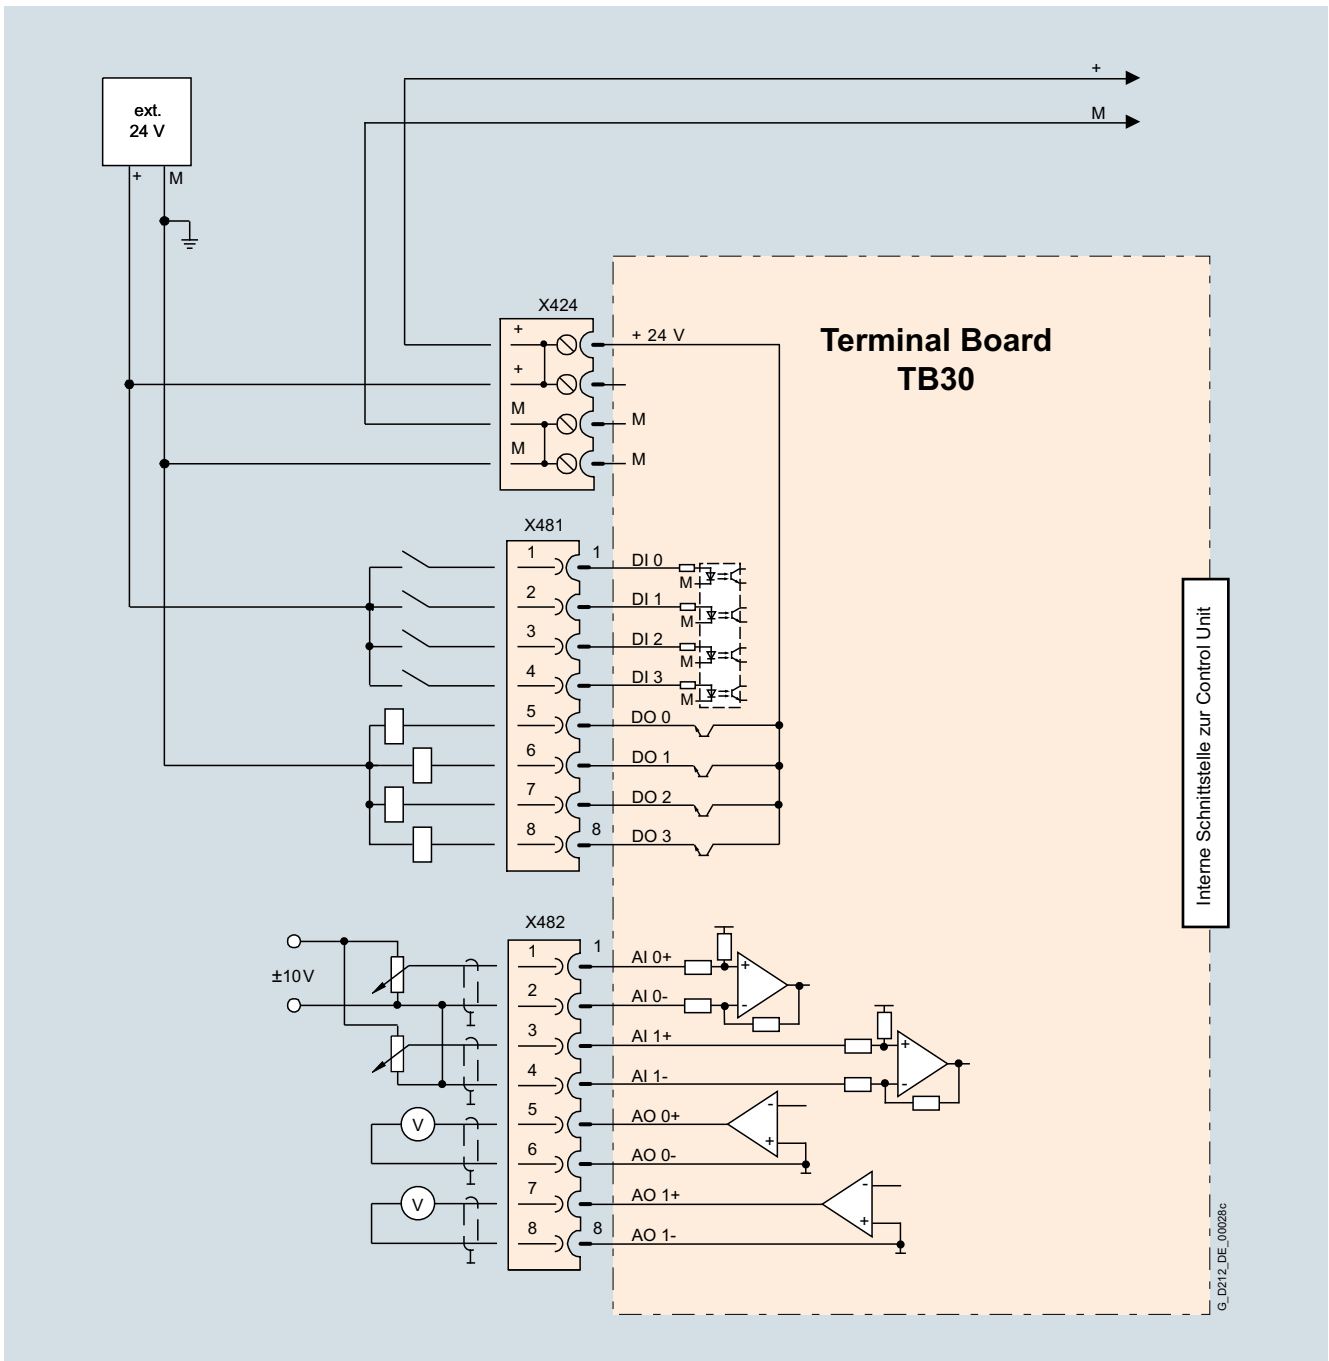 +
M
ext.
24 V
+
M
X424
+
+ 24 V
Terminal Board
TB30
+
M
M
M
M
X481
1
1
DI 0
M
2
DI 1
M
3
DI 2
M
4
DI 3
M
5
DO 0
6
DO 1
7
DO 2
8
8
DO 3
Interne Schnittstelle zur Control Unit
X482
±10 V
1
1
AI 0+
+
2
AI 0-
-
3
AI 1+
+
4
AI 1-
-
V
5
AO 0+
-
+
6
AO 0-
V
7
AO 1+
-
+
8
8
AO 1-
G_D212_DE_00028c